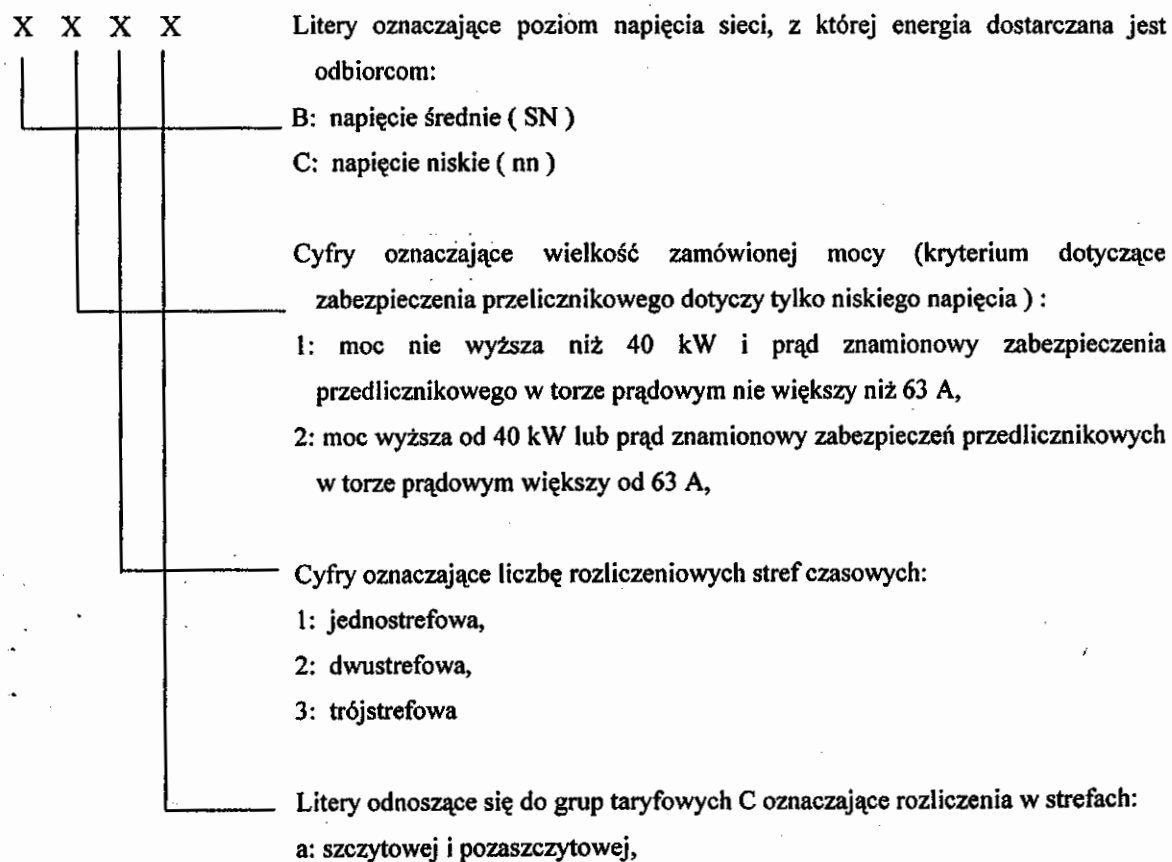 X X X X Litery oznaczające poziom napięcia sieci, z której energia dostarczana jest
odbiorcom:
B: napięcie średnie ( SN )
C: napięcie niskie ( nn )
Cyfry oznaczające wielkość zamówionej mocy (kryterium dotyczące
zabezpieczenia przelicznikowego dotyczy tylko niskiego napięcia ) :
1: moc nie wyższa niż 40 kW i prąd znamionowy zabezpieczenia
przedlicznikowego w torze prądowym nie większy niż 63 A,
2: moc wyższa od 40 kW lub prąd znamionowy zabezpieczeń przedlicznikowych
w torze prądowym większy od 63 A,
Cyfry oznaczające liczbę rozliczeniowych stref czasowych:
1: jednostrefowa,
2: dwustrefowa,
3: trójstrefowa
Litery odnoszące się do grup taryfowych C oznaczające rozliczenia w strefach:
a: szczytowej i pozaszczytowej,